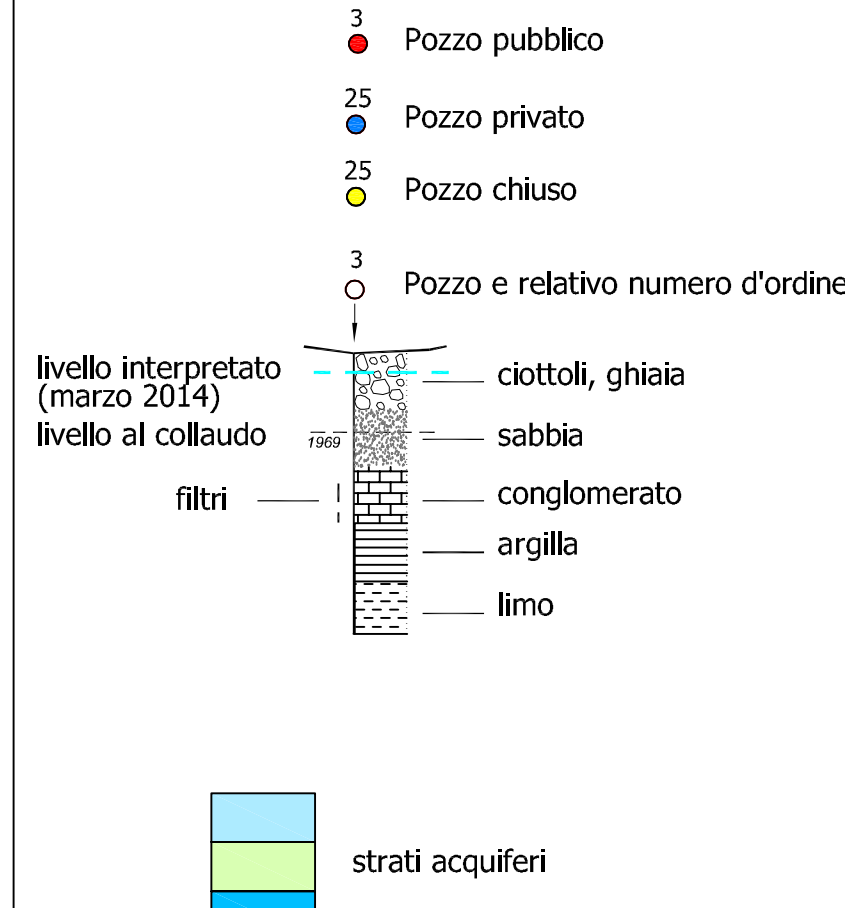 3
Pozzo pubblico
25
Pozzo privato
25
Pozzo chiuso
3
Pozzo e relativo numero d'ordine
livello interpretato
(marzo 2014)
ciottoli, ghiaia
livello al collaudo
1969
sabbia
filtri
conglomerato
argilla
limo
strati acquiferi